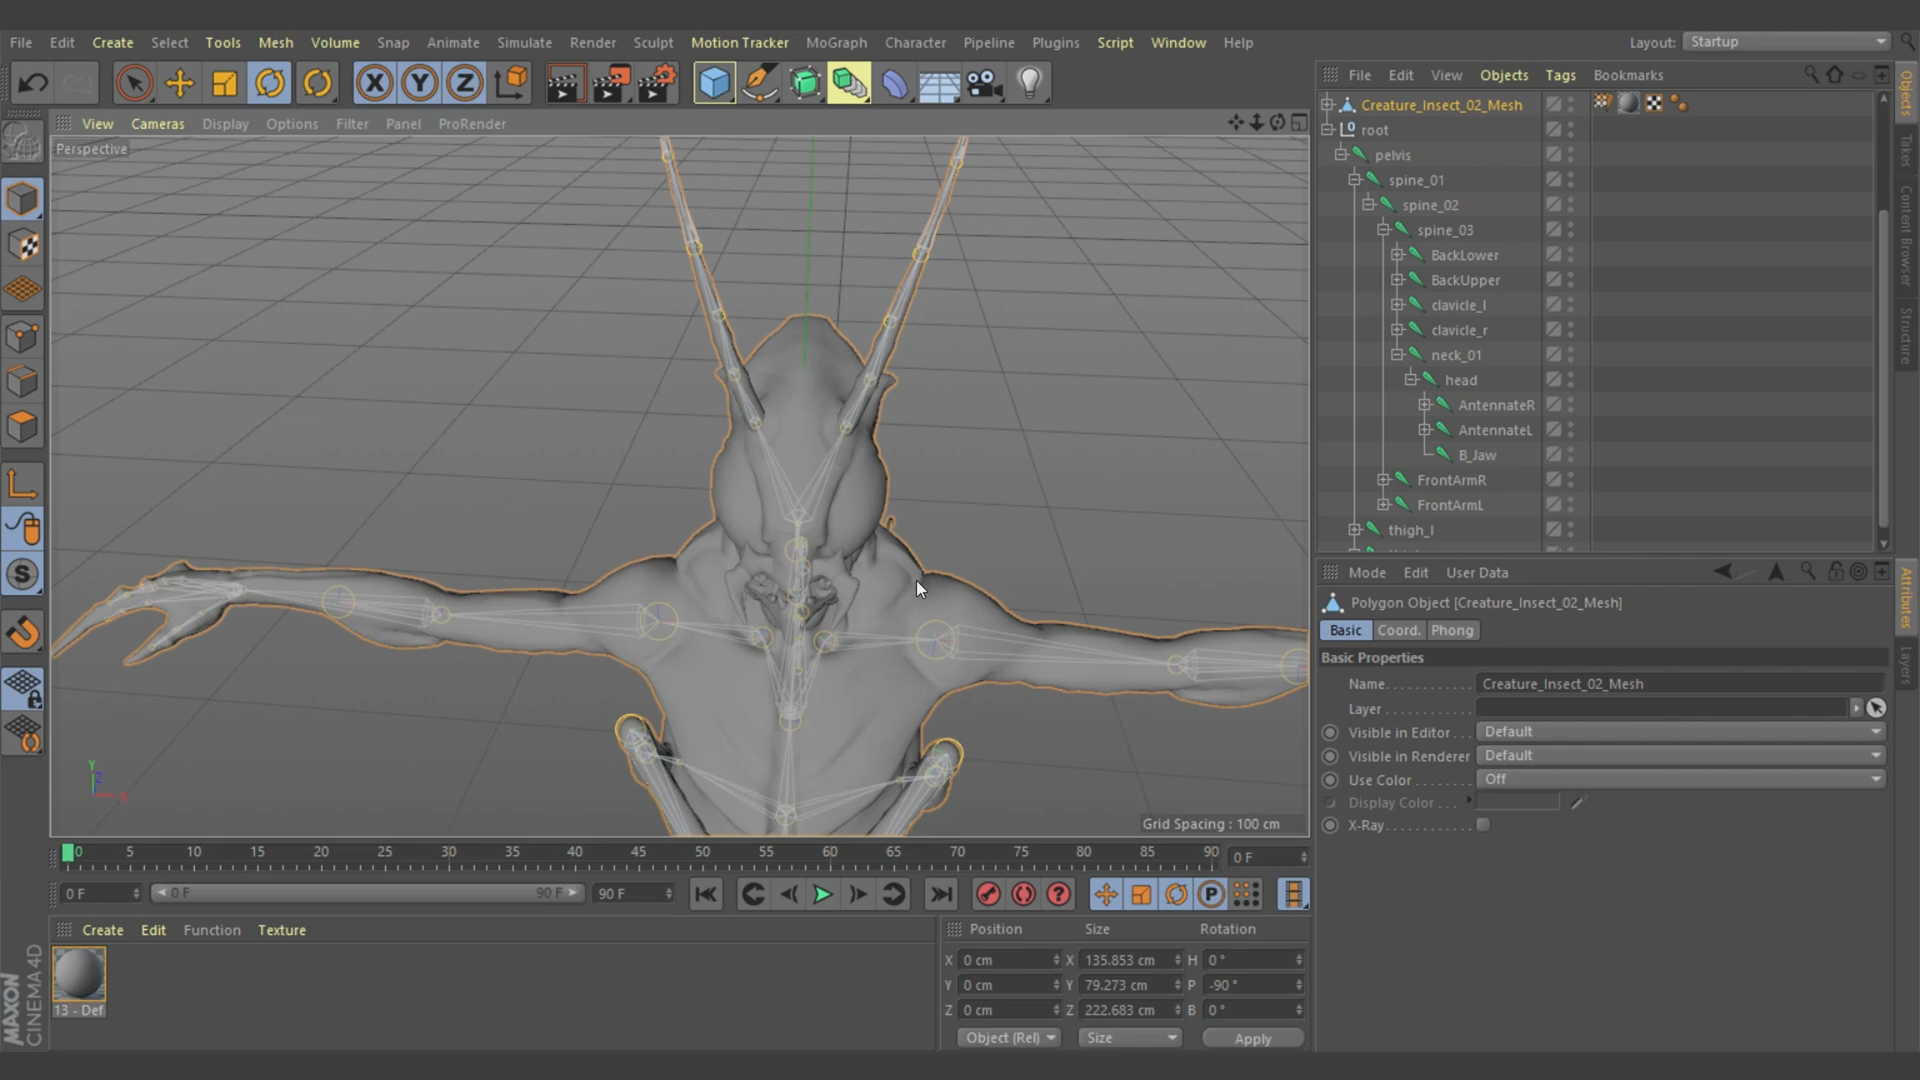 File Edit Create Select Tools Mesh Volume Snap Animate Simulate Render Sculpt Motion Tracker MoGraph Character Pipeline Plugins Script Window Help Layout: Startup
X Y Z
File Edit View Objects Tags Bookmarks
View Cameras Display Options Filter Panel ProRender
Perspective
Creature_Insect_02_Mesh
root
pelvis
spine_01
spine_02
spine_03
BackLower
BackUpper
clavicle_l
clavicle_r
neck_01
head
AntennateR
AntennateL
B_Jaw
FrontArmR
FrontArmL
thigh_l
Objects
Takes
Content Browser
Structure
Mode Edit User Data
Polygon Object [Creature_Insect_02_Mesh]
Basic Coord. Phong
Basic Properties
Name Creature_Insect_02_Mesh
Layer
Visible in Editor Default
Visible in Renderer Default
Use Color Off
Display Color
X-Ray
Attributes
Layers
S
Y
Z
X
Grid Spacing : 100 cm
0 5 10 15 20 25 30 35 40 45 50 55 60 65 70 75 80 85 90 0 F
0 F 0 F 90 F 90 F ? P
Create Edit Function Texture
13 - Def
Position Size Rotation
X 0 cm X 135.853 cm H 0 °
Y 0 cm Y 79.273 cm P -90 °
Z 0 cm Z 222.683 cm B 0 °
Object (Rel) Size Apply
MAXON
CINEMA 4D